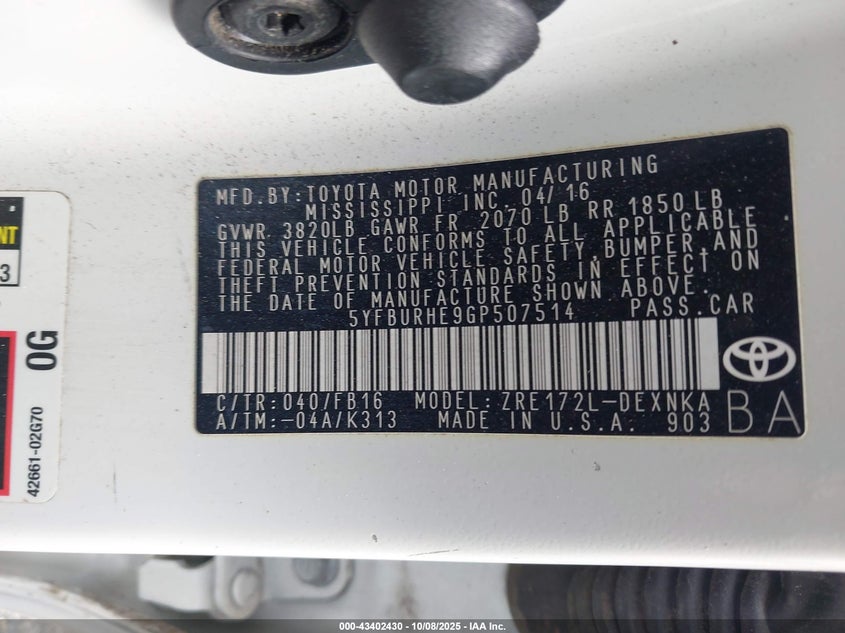 MFD.BY:TOYOTA MOTOR MANUFACTURING
MISSISSIPPI INC. 04/16
GVWR 3820LB GAWR FR 2070 LB RR 1850 LB
THIS VEHICLE CONFORMS TO ALL APPLICABLE
FEDERAL MOTOR VEHICLE SAFETY,BUMPER,AND
THEFT PREVENTION STANDARDS IN EFFECT ON
THE DATE OF MANUFACTURE SHOWN ABOVE.
5YFBURHE9GP507514 PASS.CAR
C/TR:040/FB16 MODEL:ZRE172L-DEXNKA
A/TM:-04A/K313 MADE IN U.S.A. 903
BA
NT
3
0G
42661-02G70
000-43402430 - 10/08/2025 - IAA Inc.